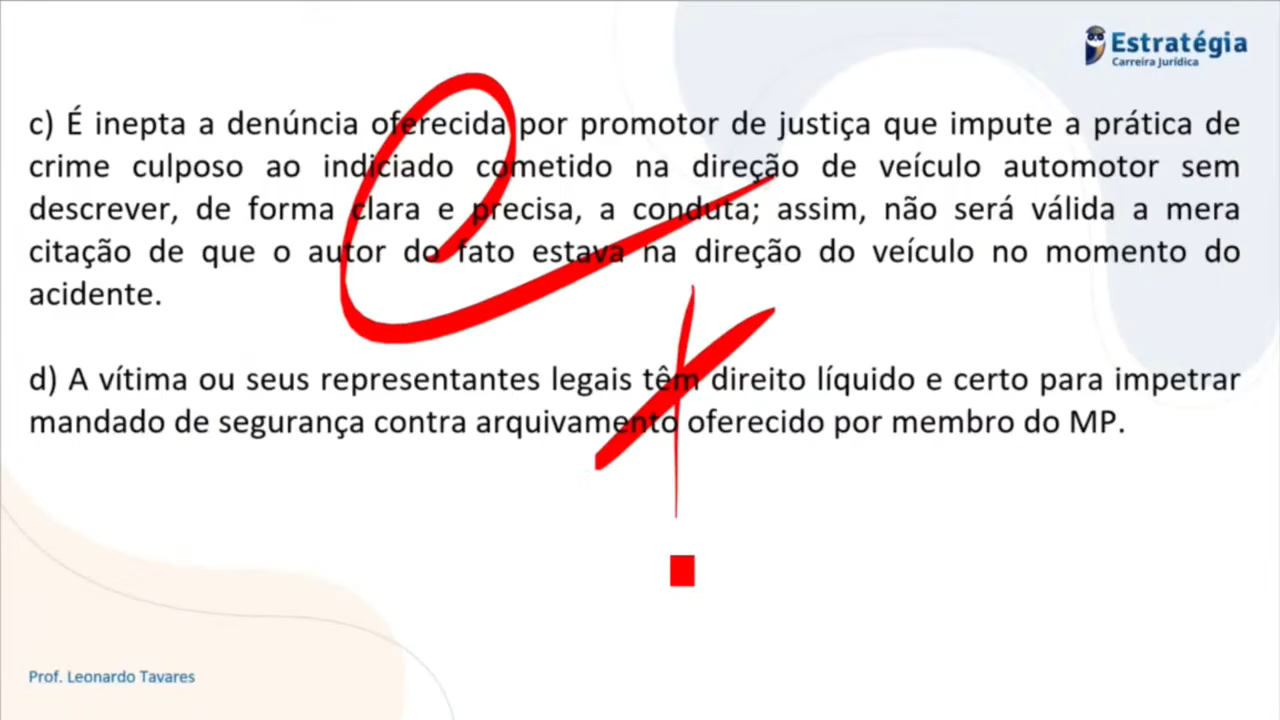 Estratégia
Carreira Jurídica
c) É inepta a denúncia oferecida por promotor de justiça que impute a prática de
crime culposo ao indiciado cometido na direção de veículo automotor sem
descrever, de forma clara e precisa, a conduta; assim, não será válida a mera
citação de que o autor do fato estava na direção do veículo no momento do
acidente.
d) A vítima ou seus representantes legais têm direito líquido e certo para impetrar
mandado de segurança contra arquivamento oferecido por membro do MP.
Prof. Leonardo Tavares